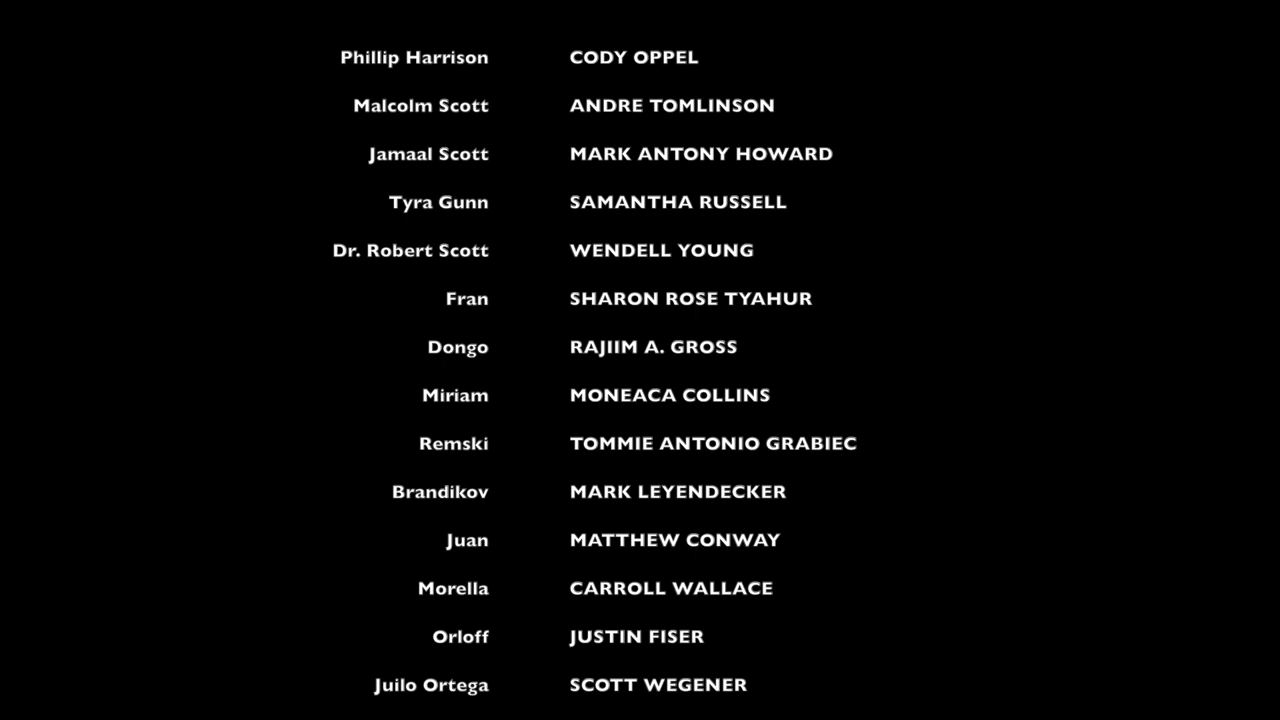 Phillip Harrison CODY OPPEL
Malcolm Scott ANDRE TOMLINSON
Jamaal Scott MARK ANTONY HOWARD
Tyra Gunn SAMANTHA RUSSELL
Dr. Robert Scott WENDELL YOUNG
Fran SHARON ROSE TYAHUR
Dongo RAJIIM A. GROSS
Miriam MONEACA COLLINS
Remski TOMMIE ANTONIO GRABIEC
Brandikov MARK LEYENDECKER
Juan MATTHEW CONWAY
Morella CARROLL WALLACE
Orloff JUSTIN FISER
Juilo Ortega SCOTT WEGENER